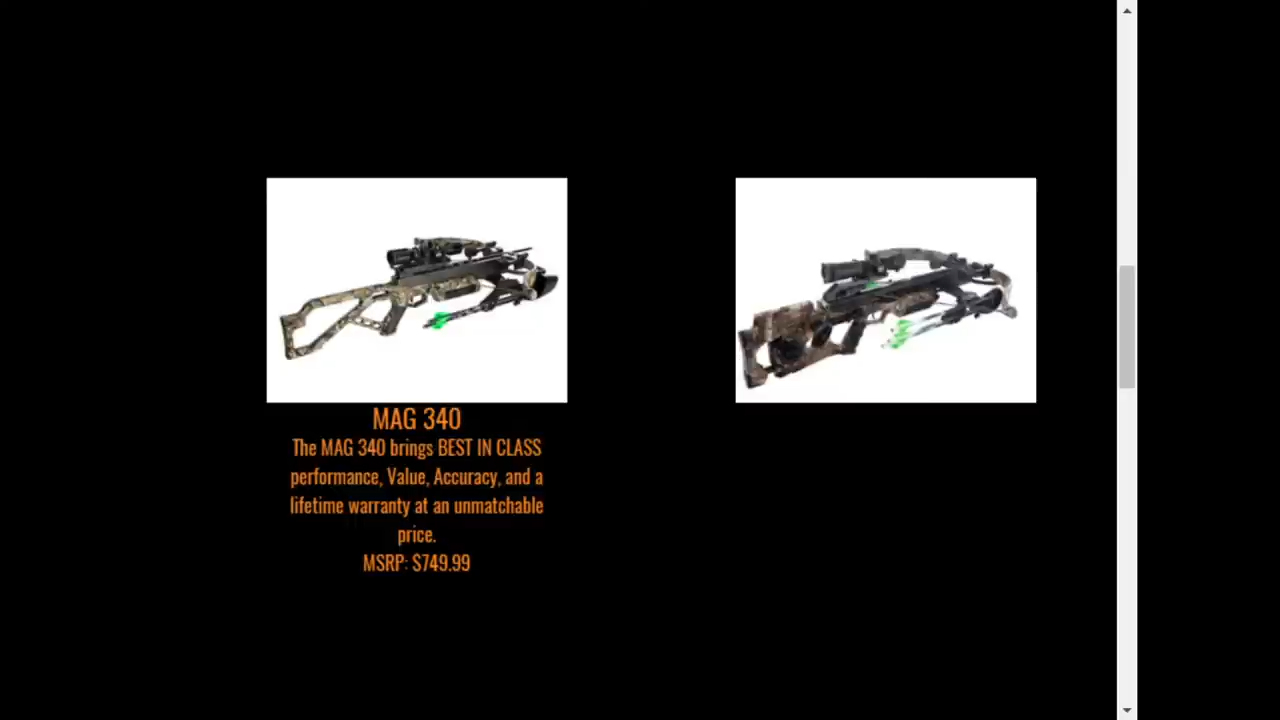 MAG 340
The MAG 340 brings BEST IN CLASS
performance, Value, Accuracy, and a
lifetime warranty at an unmatchable
price.
MSRP: $749.99